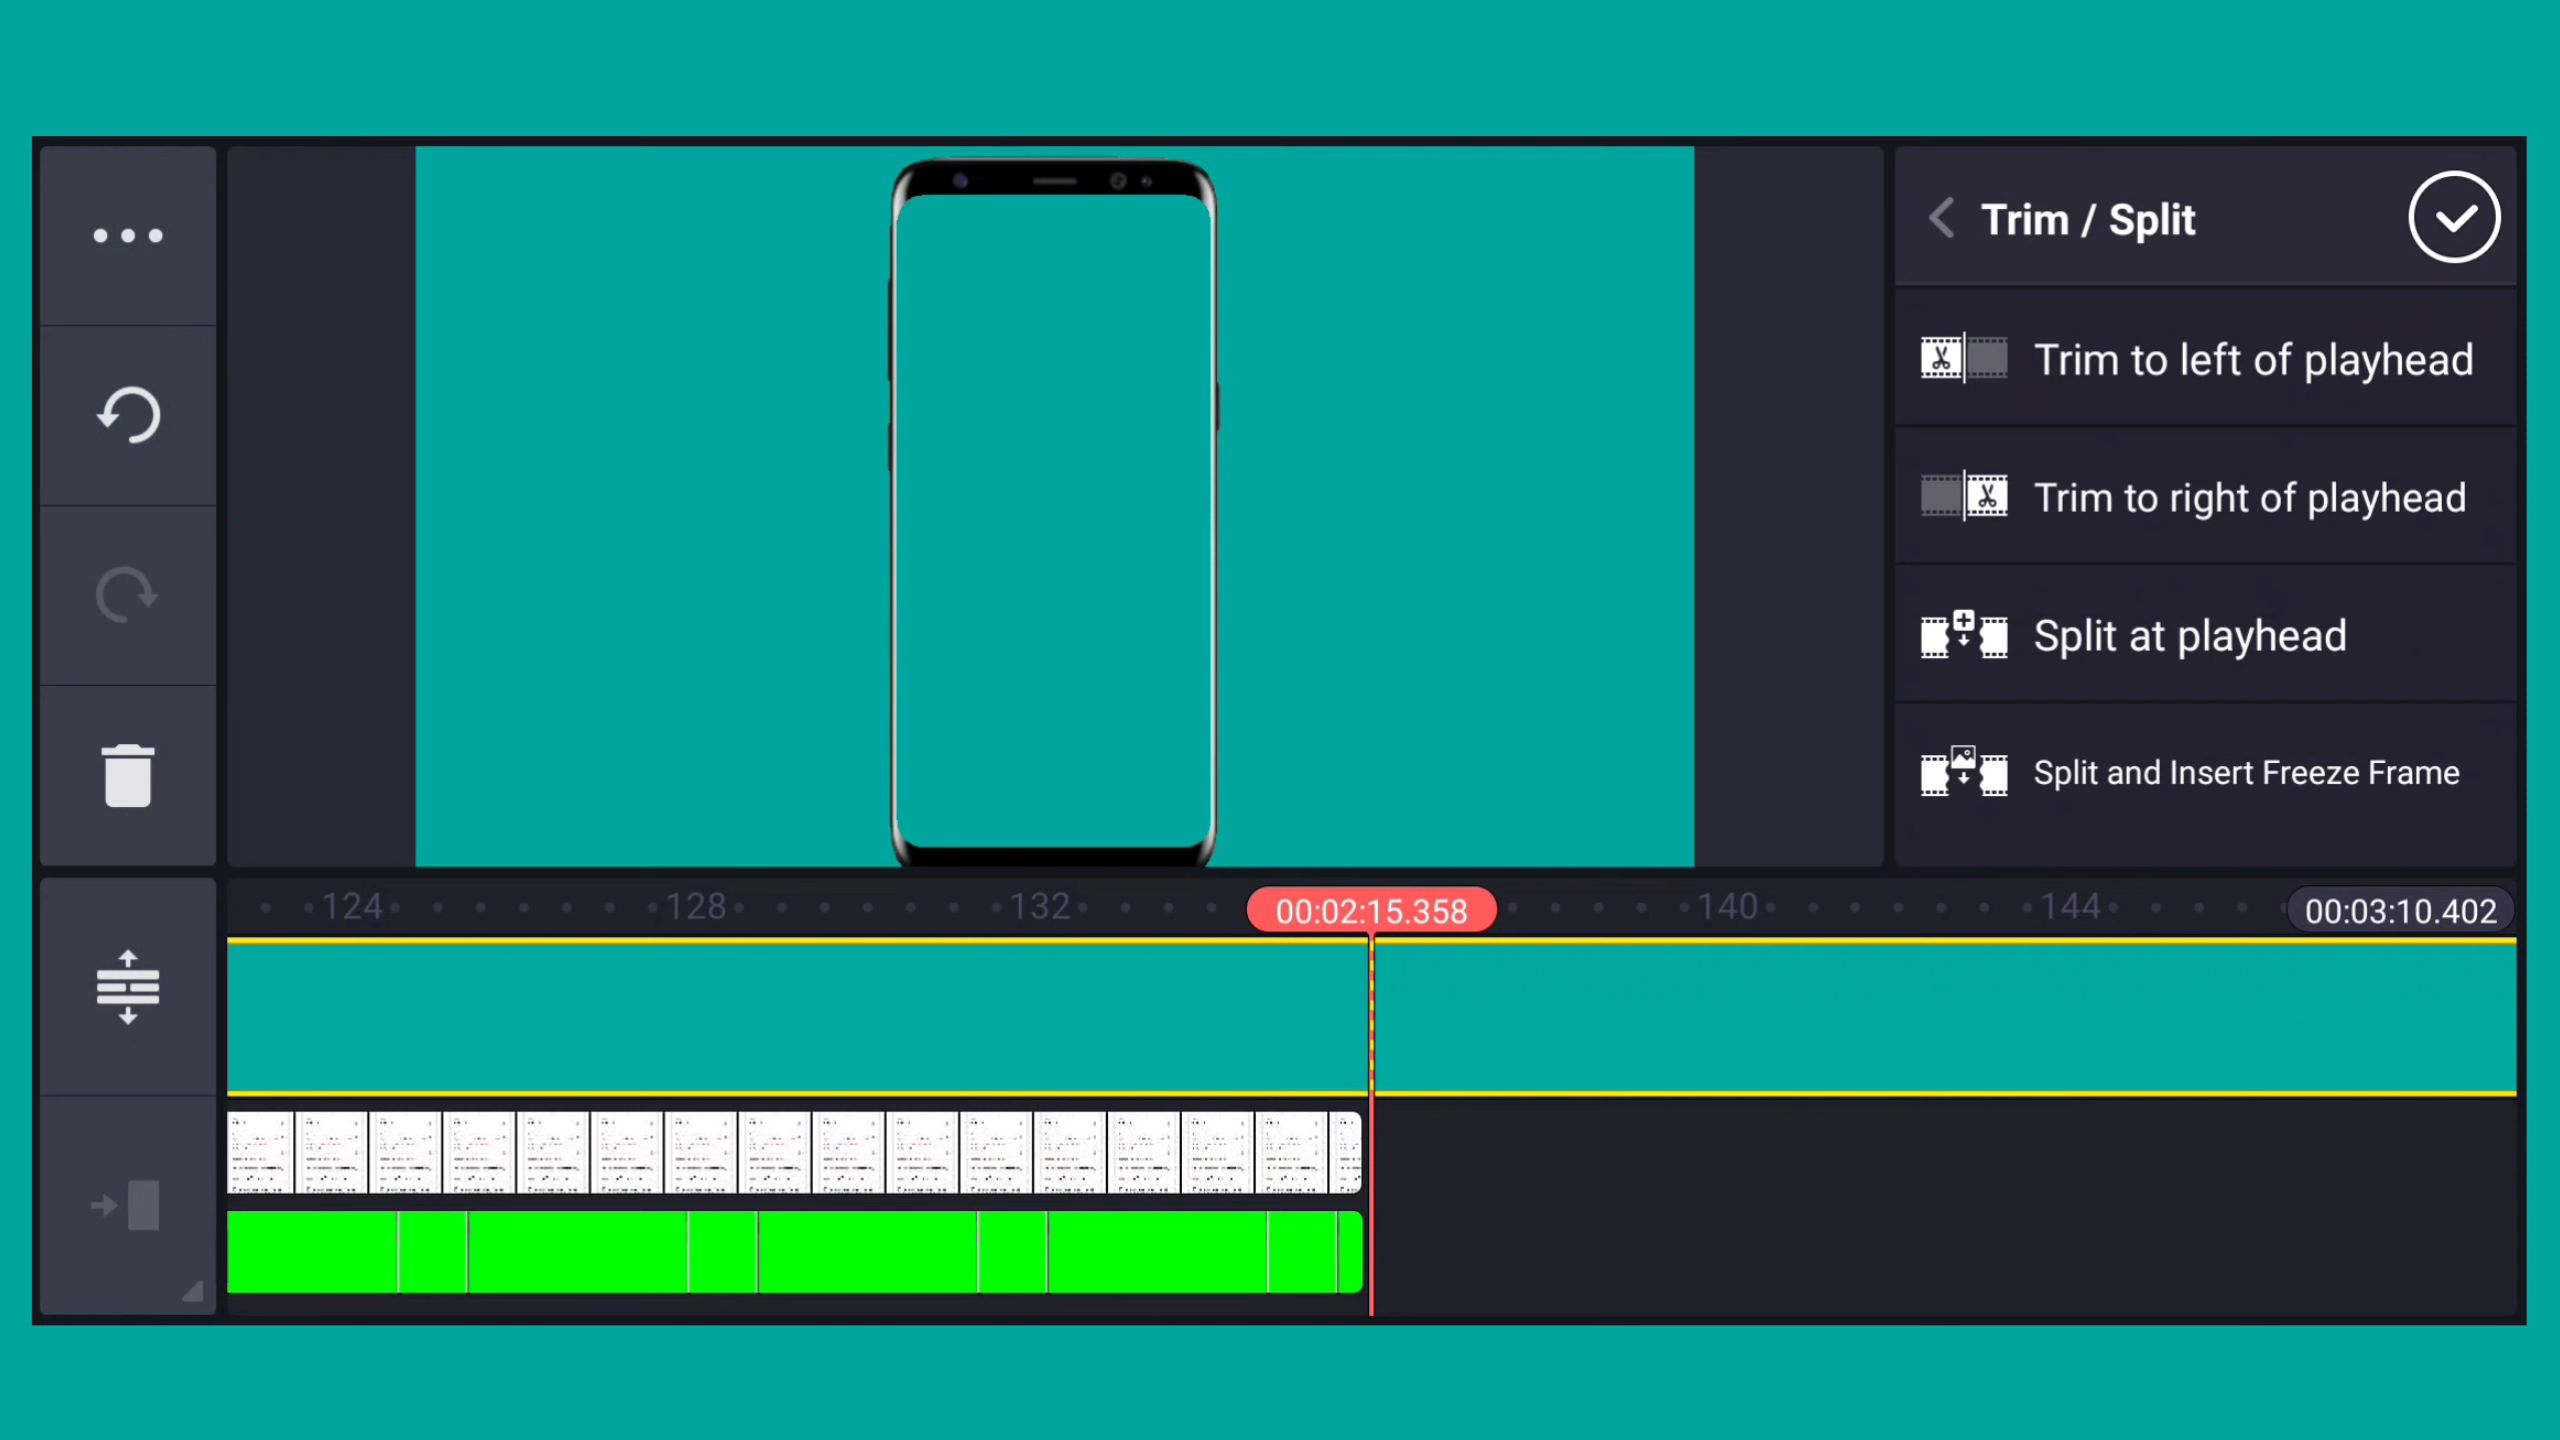 Trim / Split
Trim to left of playhead
Trim to right of playhead
Split at playhead
Split and Insert Freeze Frame
124
128
132
00:02:15.358
140
144
00:03:10.402